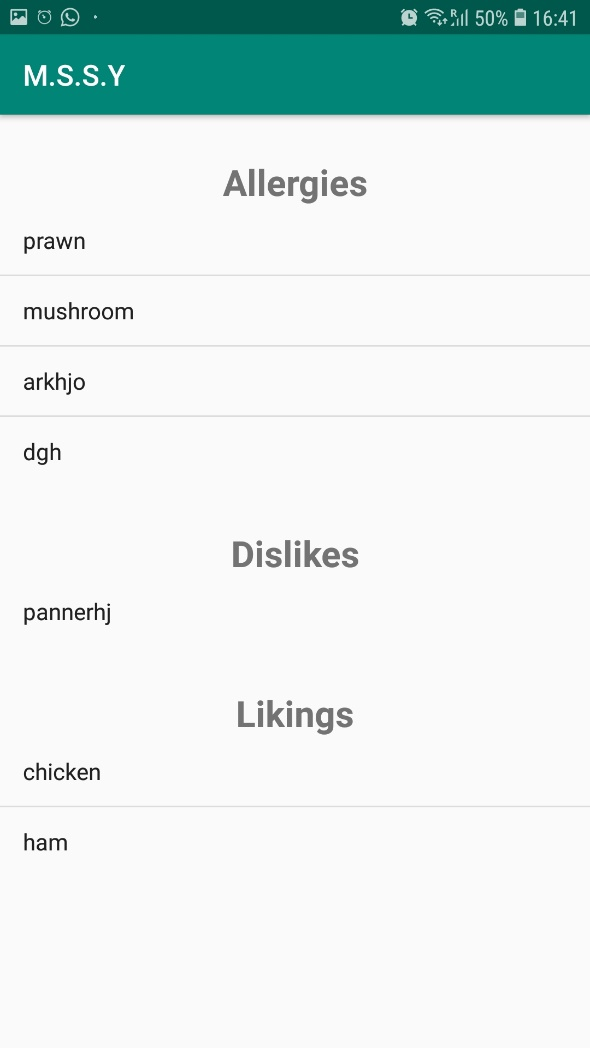 50% 16:41
M.S.S.Y
Allergies
prawn
mushroom
arkhjo
dgh
Dislikes
pannerhj
Likings
chicken
ham